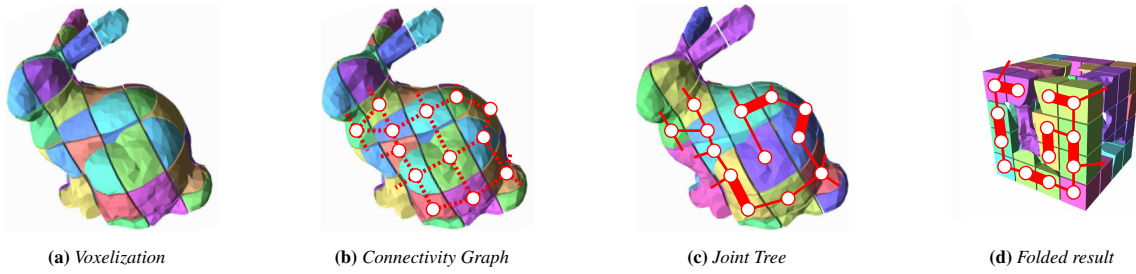 (a) Voxelization
(b) Connectivity Graph
(c) Joint Tree
(d) Folded result